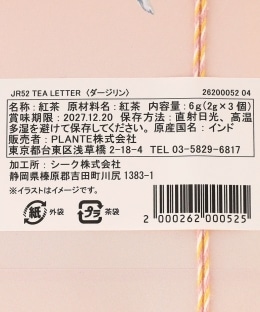 JR52 TEA LETTER 〈ダージリン〉 26200052 04
名称:紅茶 原材料名:紅茶 内容量:6g(2g×3個)
賞味期限:2027.12.20 保存方法:直射日光、高温
多湿を避けて保存してください。原産国名:インド
販売者:PLANTE株式会社
東京都台東区浅草橋 2-18-4 TEL 03-5829-6817
加工所:シーク株式会社
静岡県榛原郡吉田町川尻 1383-1
※イラストはイメージです。
紙 外袋 プラ 茶袋
2000262000525